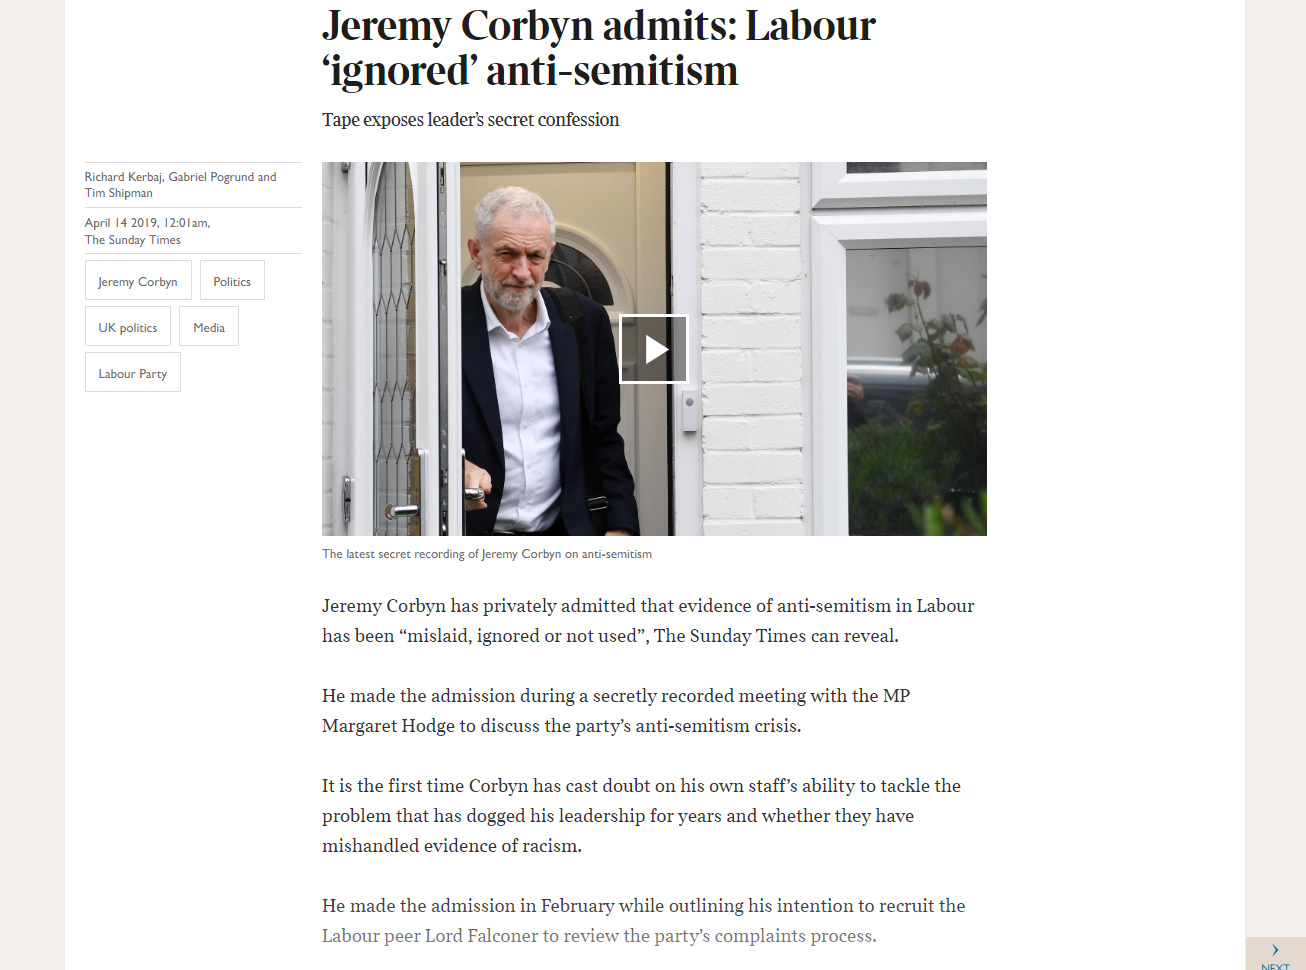 Jeremy Corbyn admits: Labour
‘ignored’ anti-semitism
Tape exposes leader’s secret confession
Richard Kerbaj, Gabriel Pogrund and
Tim Shipman
April 14 2019, 12:01am,
The Sunday Times
Jeremy Corbyn
Politics
UK politics
Media
Labour Party
The latest secret recording of Jeremy Corbyn on anti-semitism
Jeremy Corbyn has privately admitted that evidence of anti-semitism in Labour
has been “mislaid, ignored or not used”, The Sunday Times can reveal.
He made the admission during a secretly recorded meeting with the MP
Margaret Hodge to discuss the party’s anti-semitism crisis.
It is the first time Corbyn has cast doubt on his own staff’s ability to tackle the
problem that has dogged his leadership for years and whether they have
mishandled evidence of racism.
He made the admission in February while outlining his intention to recruit the
Labour peer Lord Falconer to review the party’s complaints process.
NEXT